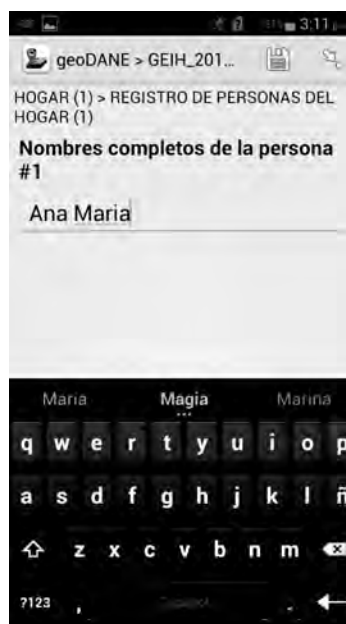 3:11
geoDANE > GEIH_201...
HOGAR (1) > REGISTRO DE PERSONAS DEL
HOGAR (1)
Nombres completos de la persona
#1
Ana Maria
Maria Magia Marina
q w e r t y u i o p
a s d f g h j k l ñ
z x c v b n m
?123 , .